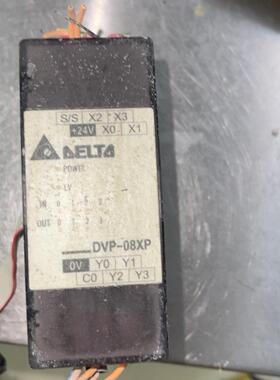 S/S X2 X3
+24V X0 X1
DELTA
POWER
LV
IN 0 1 2 3
OUT 0 1 2 3
DVP-08XP
0V Y0 Y1
C0 Y2 Y3